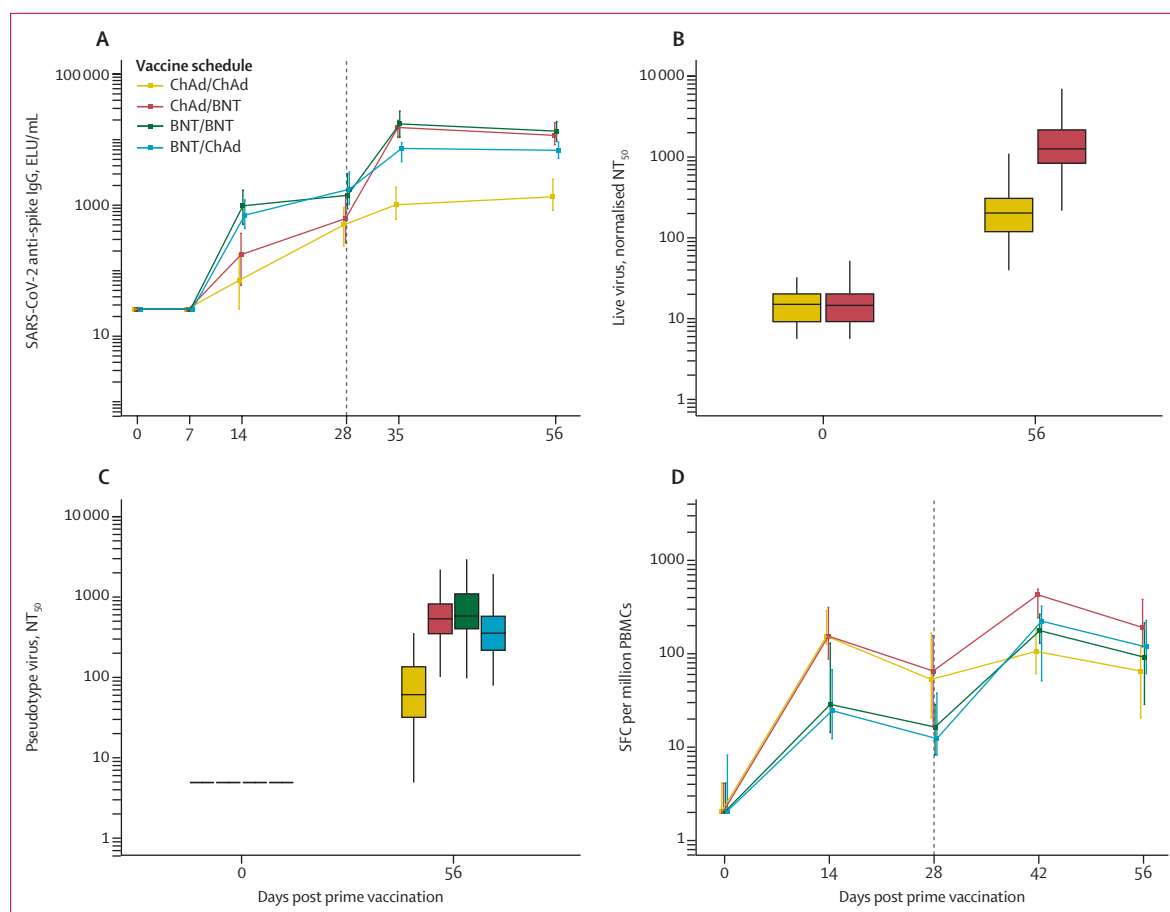 A
Vaccine schedule
ChAd/ChAd
ChAd/BNT
BNT/BNT
BNT/ChAd
SARS-CoV-2 anti-spike IgG, ELU/mL
100 000
1000
10
0 7 14 28 35 56
B
Live virus, normalised NT50
10 000
1000
100
10
1
0 56
C
Pseudotype virus, NT50
10 000
1000
100
10
1
0 56
Days post prime vaccination
D
SFC per million PBMCs
1000
100
10
1
0 14 28 42 56
Days post prime vaccination